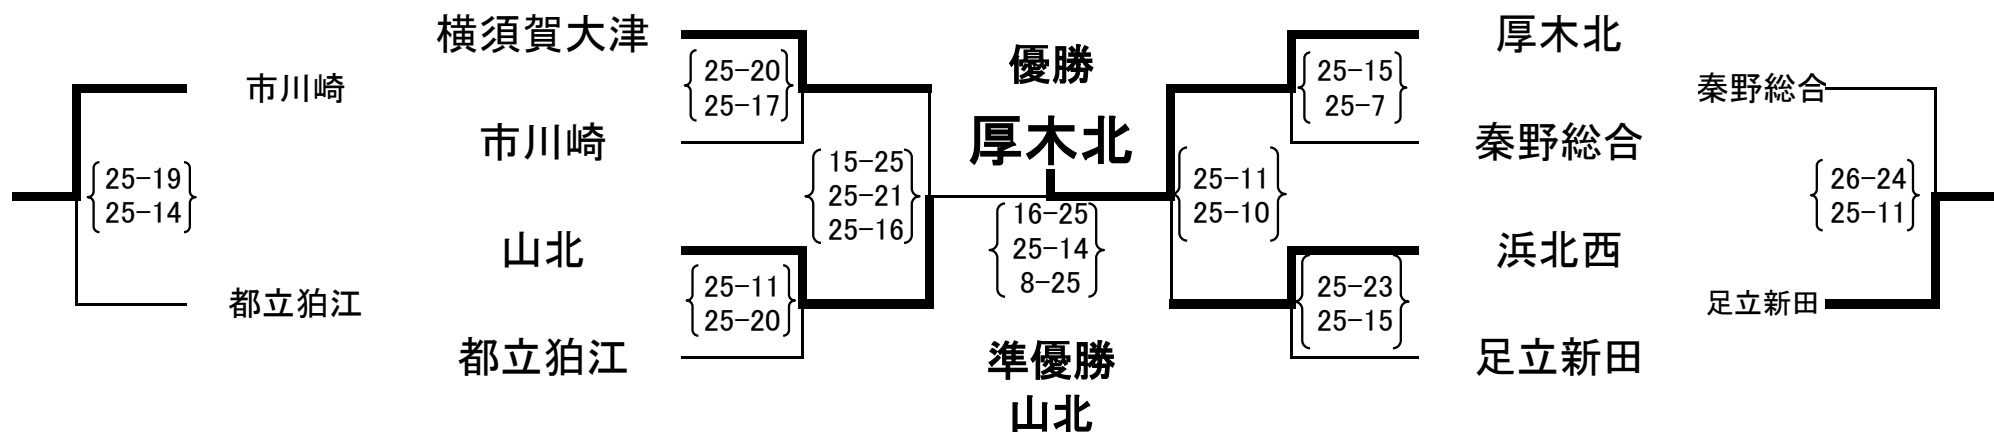 横須賀大津
25-20
25-17
市川崎
山北
25-11
25-20
都立狛江
15-25
25-21
25-16
市川崎
25-19
25-14
都立狛江
優勝
厚木北
16-25
25-14
8-25
準優勝
山北
厚木北
25-15
25-7
秦野総合
25-11
25-10
浜北西
25-23
25-15
足立新田
秦野総合
26-24
25-11
足立新田